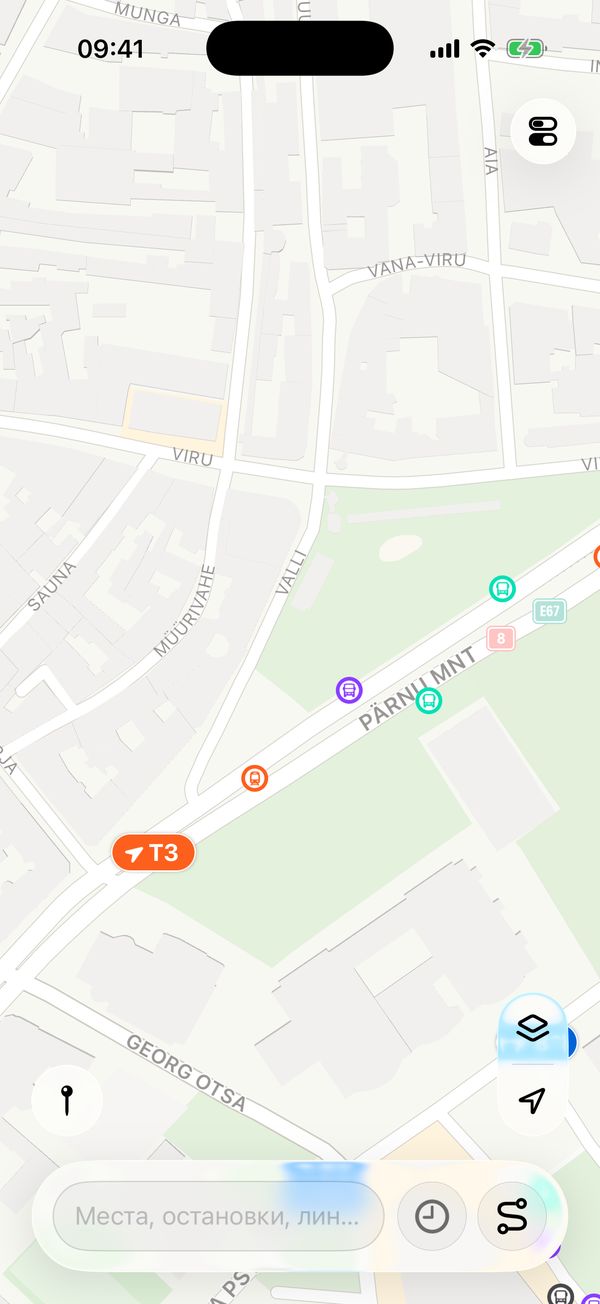 MUNGA
09:41
AIA
VANA-VIRU
VIRU
SAUNA
MÜÜRIVAHE
VALLI
E67
8
PÄRNU MNT
T3
GEORG OTSA
Места, остановки, лин...